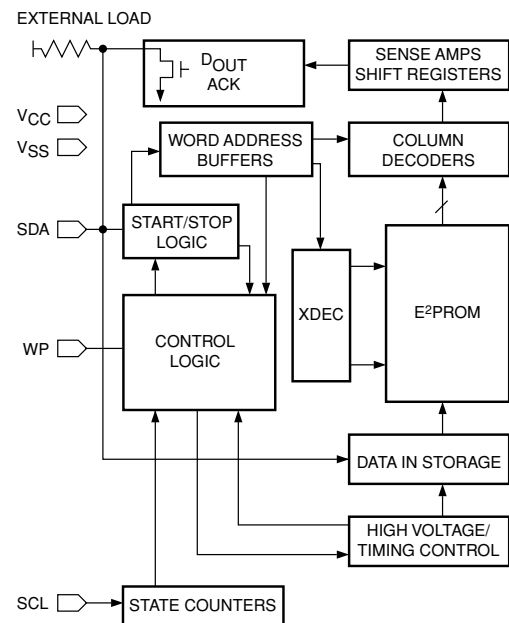 EXTERNAL LOAD
DOUT
ACK
SENSE AMPS
SHIFT REGISTERS
VCC
VSS
WORD ADDRESS
BUFFERS
COLUMN
DECODERS
SDA
START/STOP
LOGIC
WP
CONTROL
LOGIC
XDEC
E²PROM
DATA IN STORAGE
HIGH VOLTAGE/
TIMING CONTROL
SCL
STATE COUNTERS